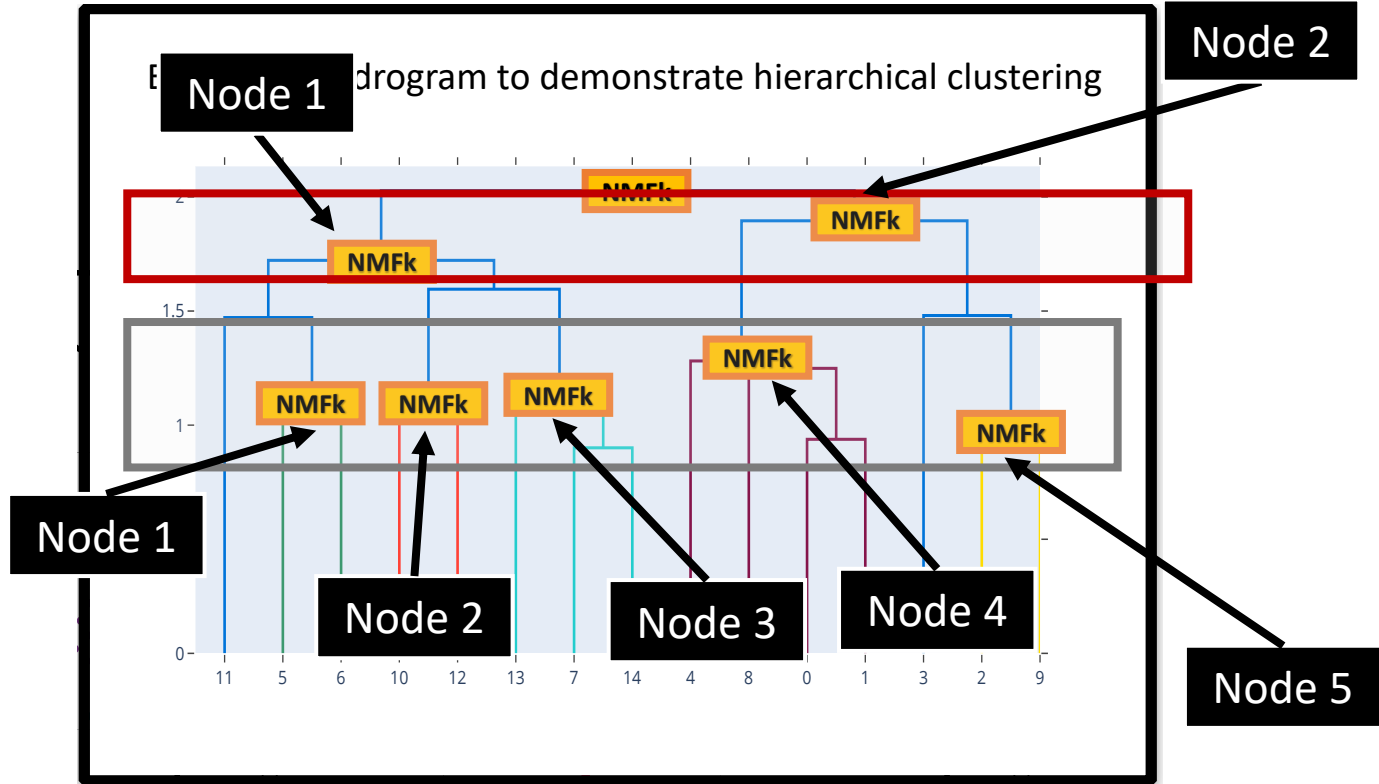 Node 2
drogram to demonstrate hierarchical clustering
Node 1
NMFk
2
NMFk
NMFk
1.5
NMFk
NMFk
NMFk
NMFk
1
NMFk
Node 1
Node 2
Node 3
Node 4
0
11 5 6 10 12 13 7 14 4 8 0 1 3 2 9
Node 5